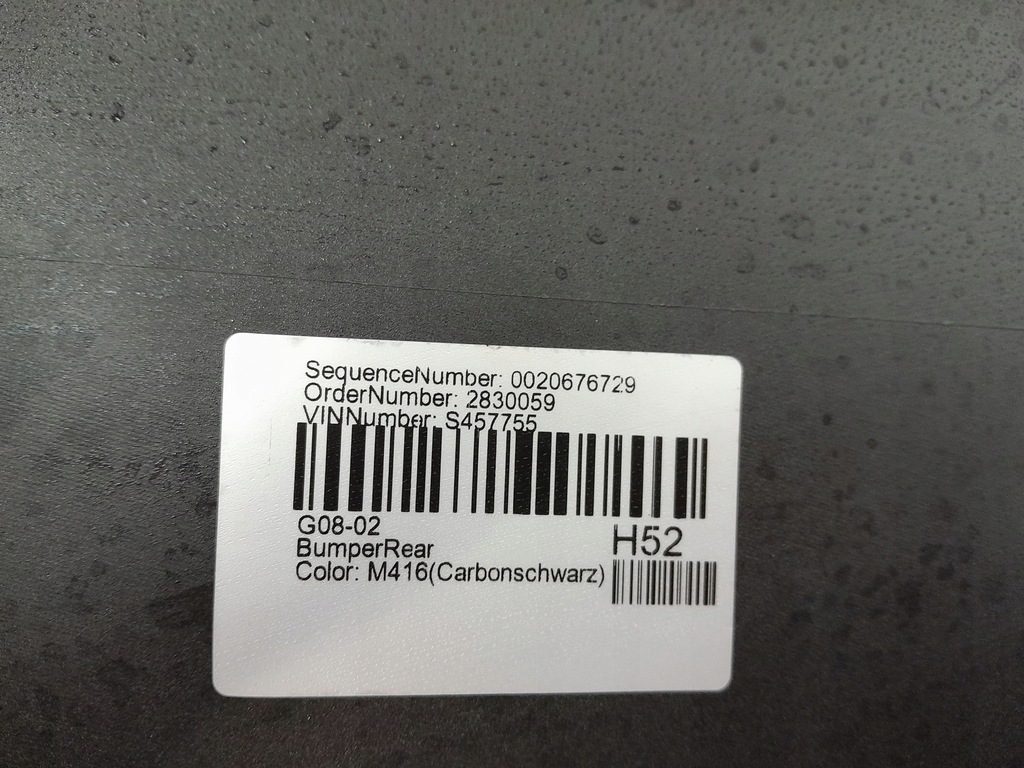 SequenceNumber: 0020676729
OrderNumber: 2830059
VINNumber: S457755
G08-02
BumperRear
H52
Color: M416(Carbonschwarz)